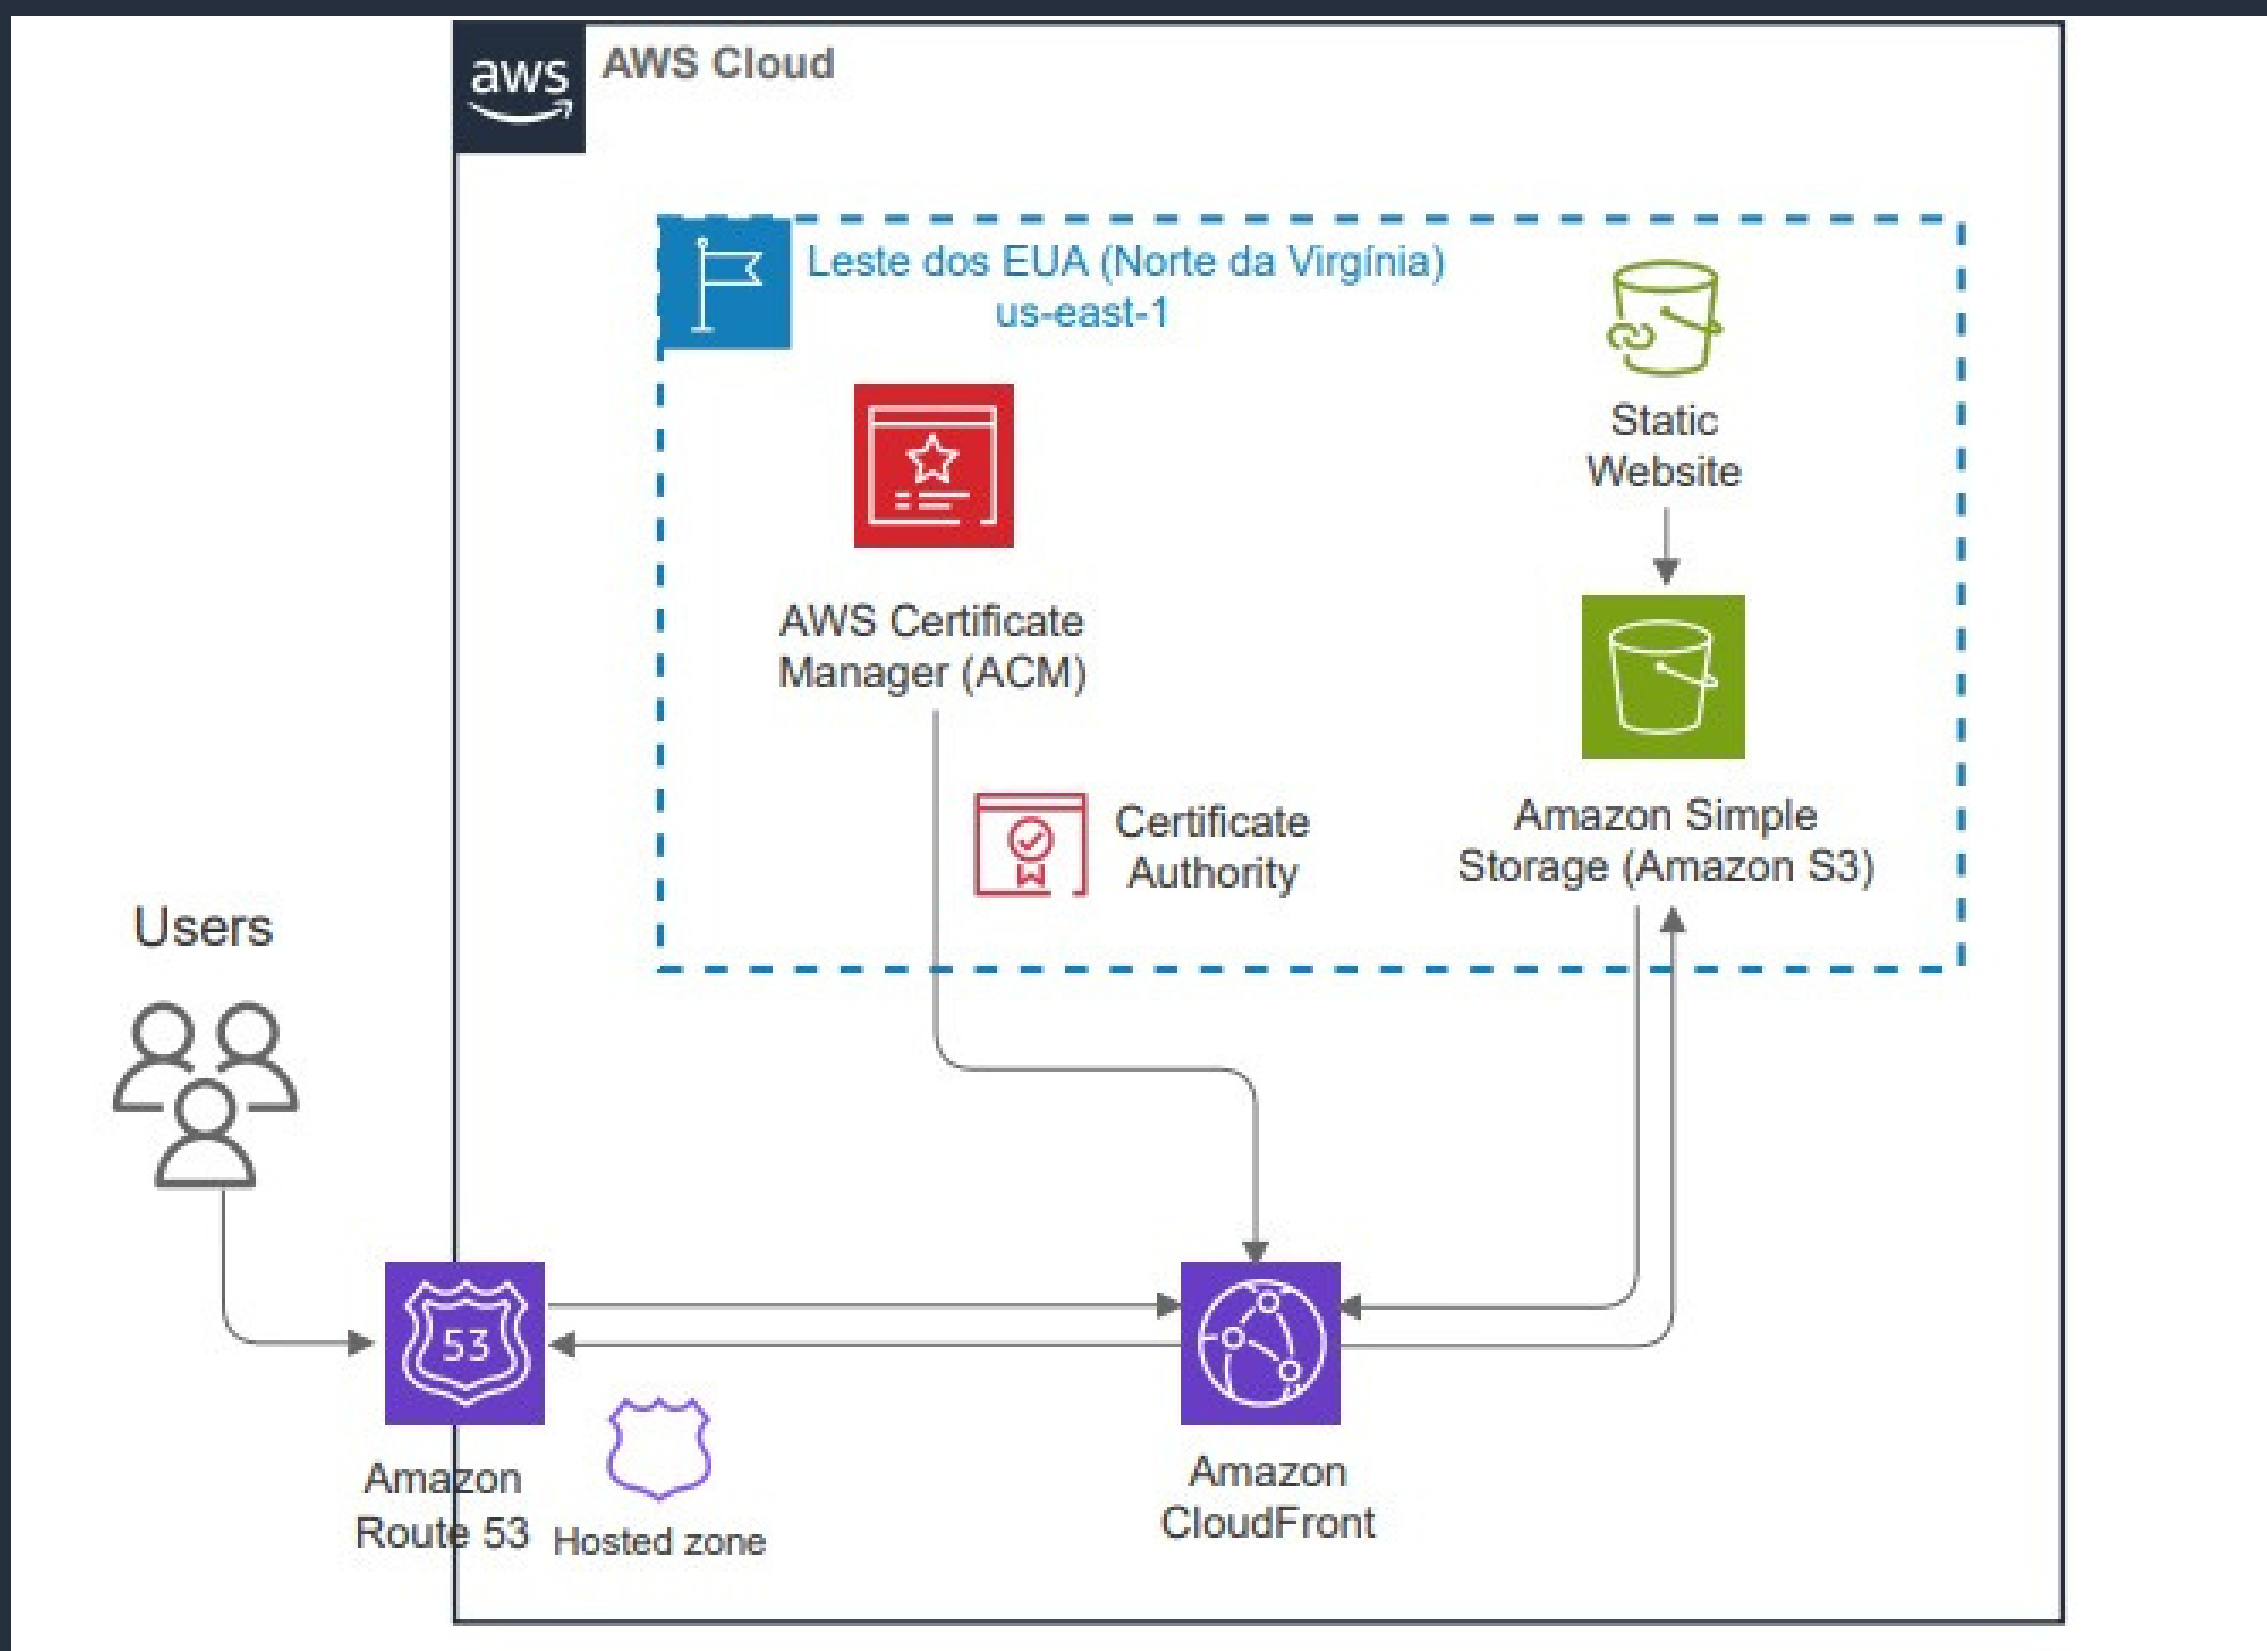 aws
AWS Cloud
Leste dos EUA (Norte da Virgínia)
us-east-1
Static
Website
AWS Certificate
Manager (ACM)
Certificate
Authority
Amazon Simple
Storage (Amazon S3)
Users
53
Amazon
Route 53
Hosted zone
Amazon
CloudFront